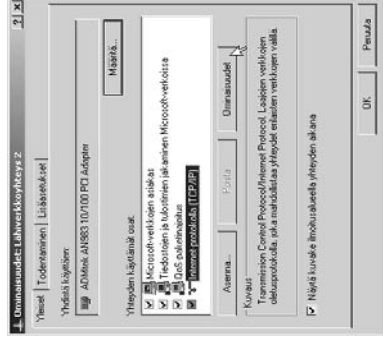 Ominaisuudet: Lähiverkkoyhteys 2
Yleiset Todentaminen Lisäasetukset
Yhdistä käyttäen:
ADMtek AN983 10/100 PCI Adapter
Määritä...
Yhteyden käyttämät osat:
Microsoft-verkkojen asiakas
Tiedostojen ja tulostimien jakaminen Microsoft-verkoissa
QoS-paketinajoitus
Internet-protokolla (TCP/IP)
Asenna... Poista Ominaisuudet
Kuvaus
Transmission Control Protocol/Internet Protocol. Laajojen verkkojen
oletusprotokolla, joka mahdollistaa yhteydet erilaisten verkkojen välillä.
Näytä kuvake ilmoitusalueella yhteyden aikana
OK Peruuta